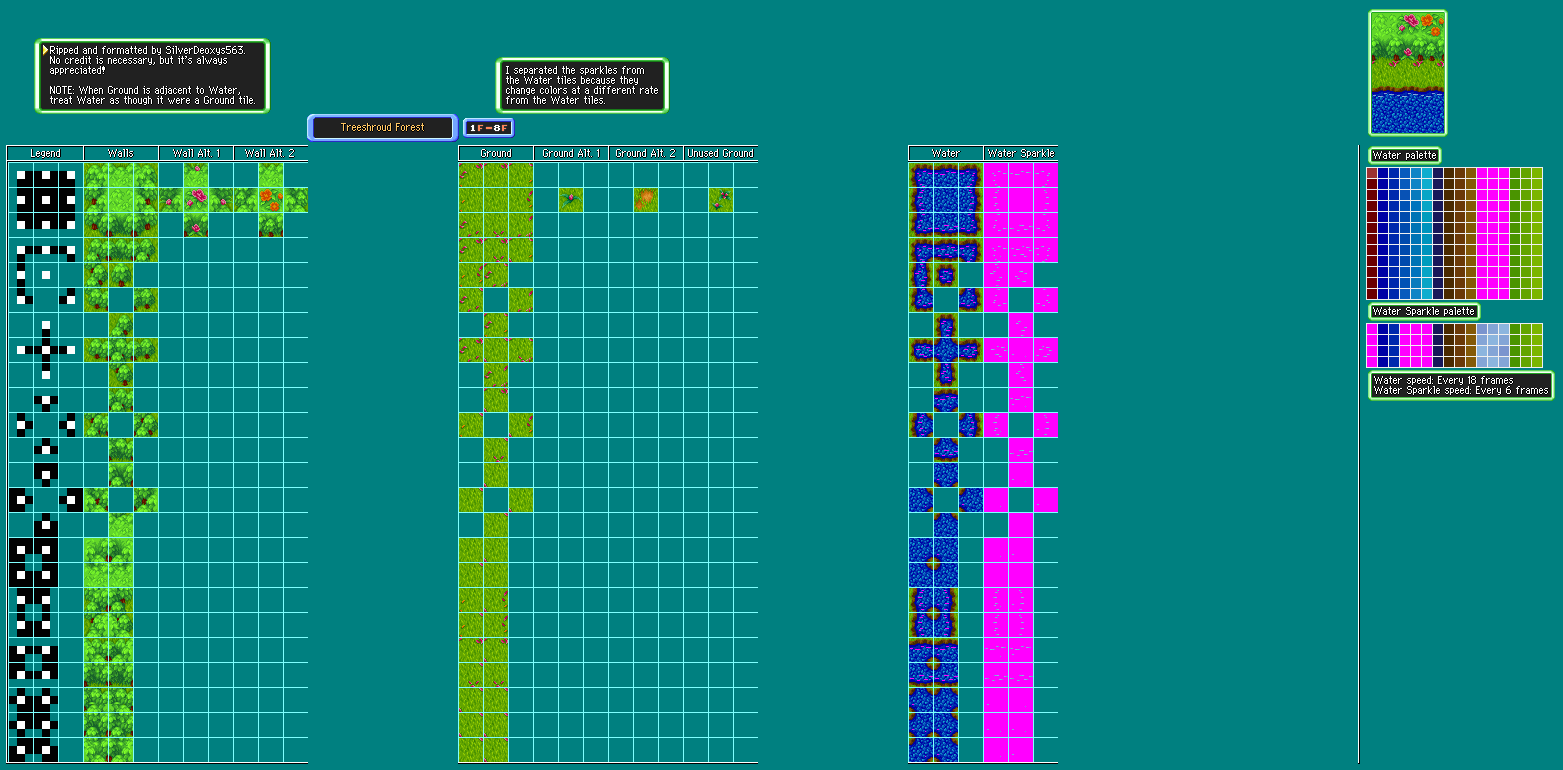 Ripped and formatted by SilverDeoxys563.
No credit is necessary, but it's always
appreciated!
NOTE: When Ground is adjacent to Water,
treat Water as though it were a Ground tile.
I separated the sparkles from
the Water tiles because they
change colors at a different rate
from the Water tiles.
Treeshroud Forest
1F-8F
Legend
Walls
Wall Alt. 1
Wall Alt. 2
Ground
Ground Alt. 1
Ground Alt. 2
Unused Ground
Water
Water Sparkle
Water palette
Water Sparkle palette
Water speed: Every 18 frames
Water Sparkle speed: Every 6 frames